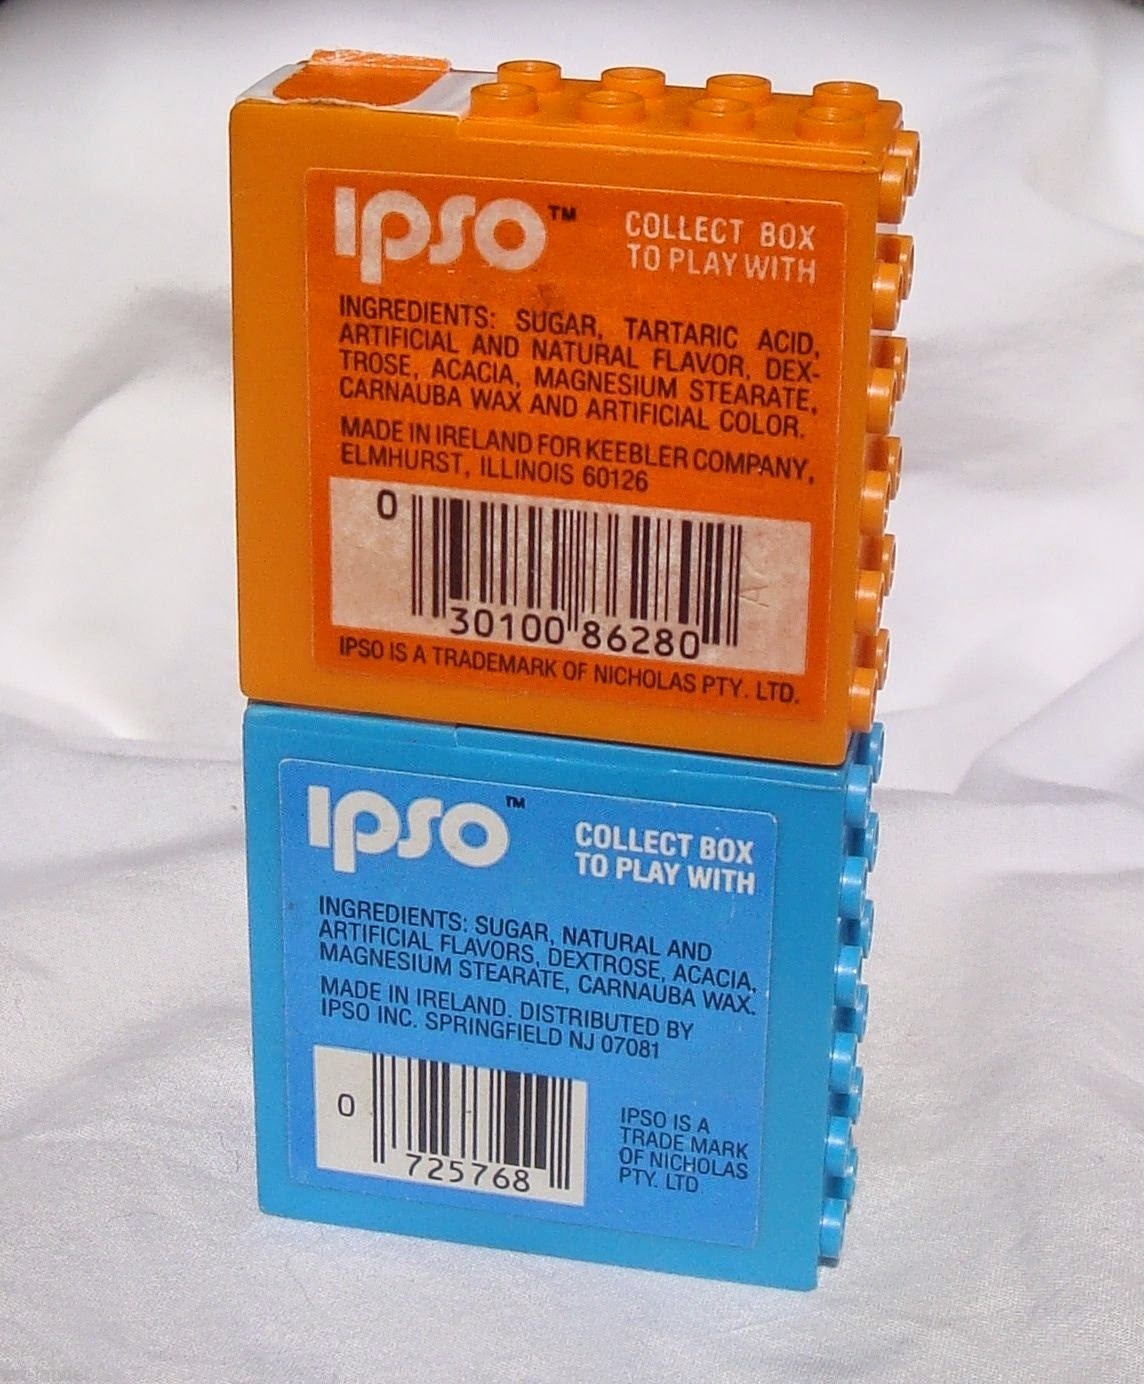 IPSO™
COLLECT BOX
TO PLAY WITH
INGREDIENTS: SUGAR, TARTARIC ACID,
ARTIFICIAL AND NATURAL FLAVOR, DEX-
TROSE, ACACIA, MAGNESIUM STEARATE,
CARNAUBA WAX AND ARTIFICIAL COLOR.
MADE IN IRELAND FOR KEEBLER COMPANY,
ELMHURST, ILLINOIS 60126
0
30100 86280
IPSO IS A TRADEMARK OF NICHOLAS PTY. LTD.
IPSO™
COLLECT BOX
TO PLAY WITH
INGREDIENTS: SUGAR, NATURAL AND
ARTIFICIAL FLAVORS, DEXTROSE, ACACIA,
MAGNESIUM STEARATE, CARNAUBA WAX.
MADE IN IRELAND. DISTRIBUTED BY
IPSO INC. SPRINGFIELD NJ 07081
0
725768
IPSO IS A
TRADE MARK
OF NICHOLAS
PTY. LTD